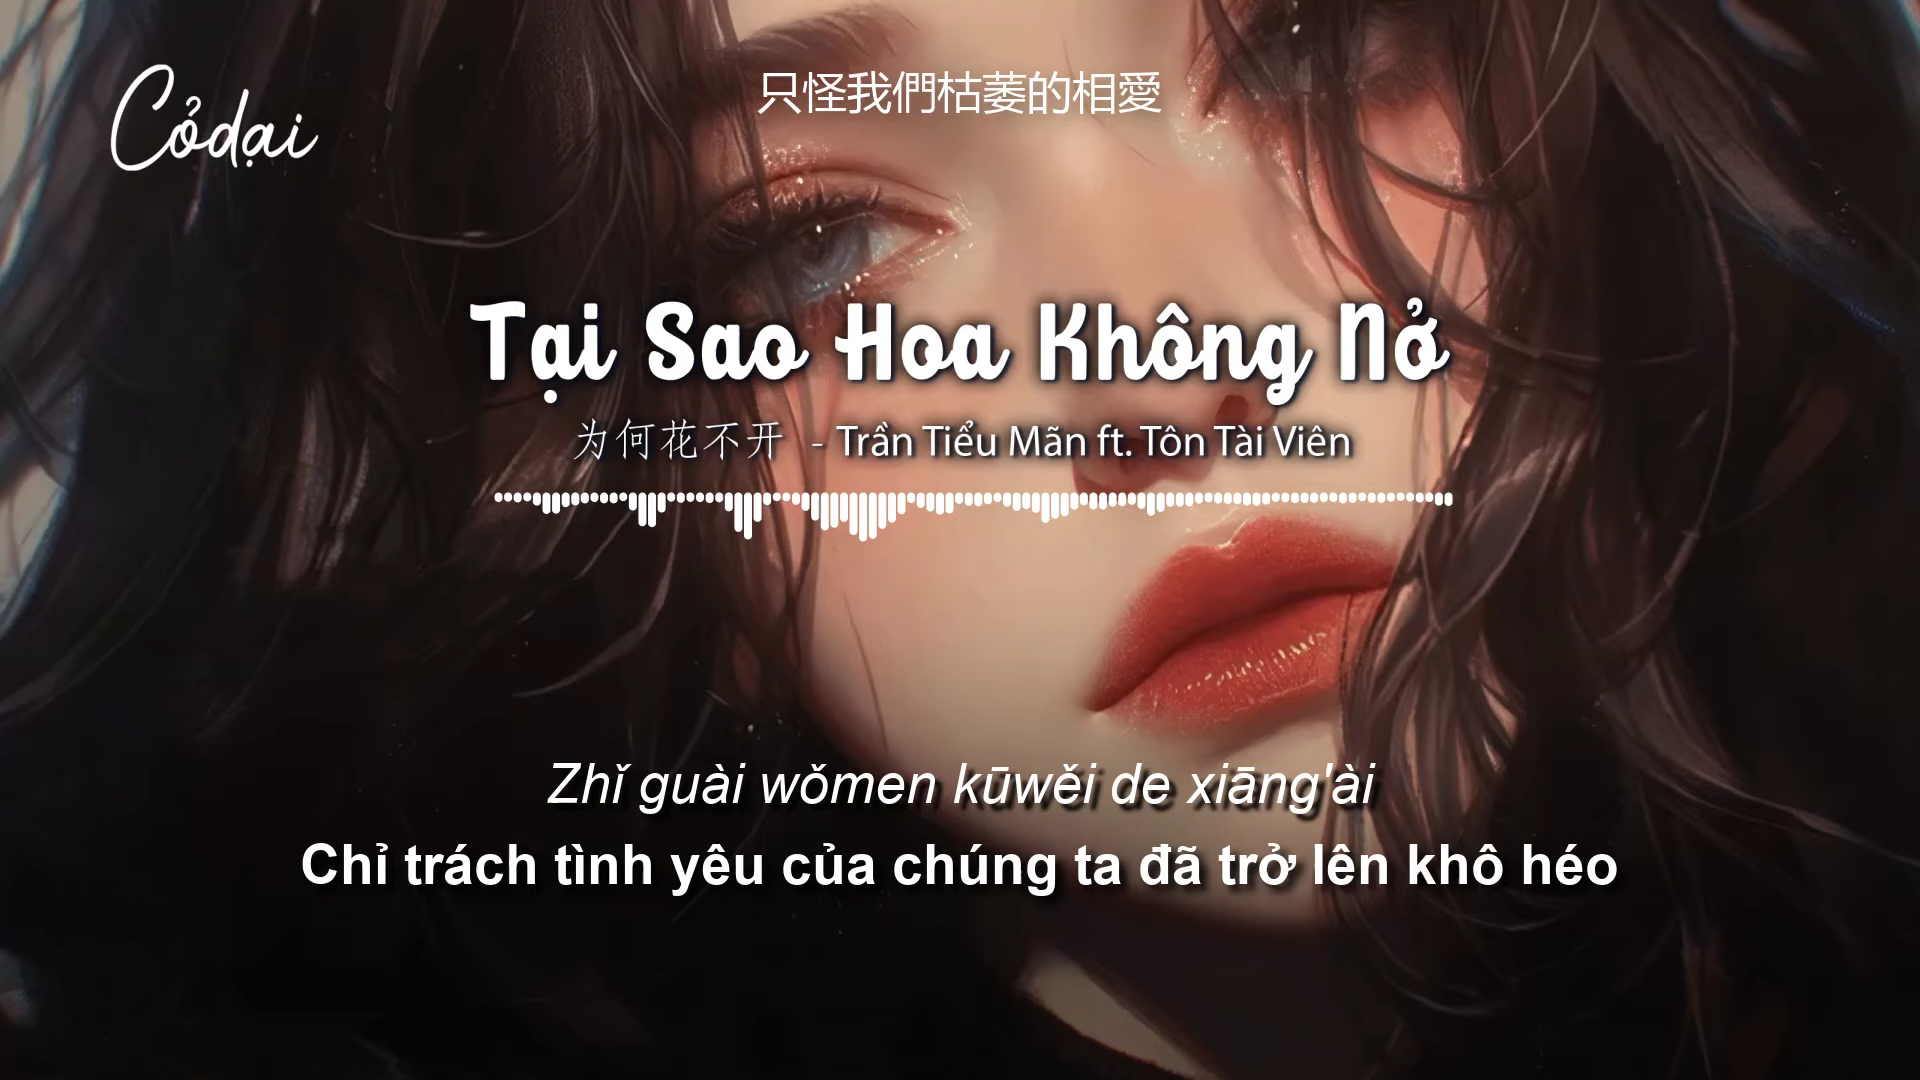 Cỏdại
只怪我們枯萎的相愛
Tại Sao Hoa Không Nở
为何花不开 - Trần Tiểu Mãn ft. Tôn Tài Viên
Zhǐ guài wǒmen kūwěi de xiāng'ài
Chỉ trách tình yêu của chúng ta đã trở lên khô héo